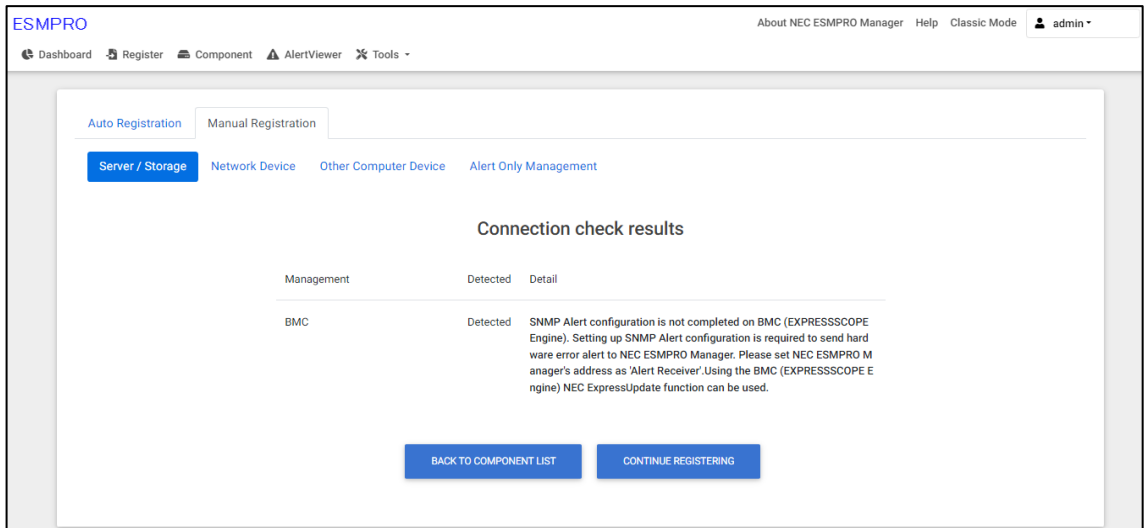 ESMPRO
About NEC ESMPRO Manager Help Classic Mode admin
Dashboard Register Component AlertViewer Tools
Auto Registration Manual Registration
Server / Storage Network Device Other Computer Device Alert Only Management
Connection check results
Management Detected Detail
BMC Detected SNMP Alert configuration is not completed on BMC (EXPRESSSCOPE
Engine). Setting up SNMP Alert configuration is required to send hard
ware error alert to NEC ESMPRO Manager. Please set NEC ESMPRO M
anager's address as 'Alert Receiver'.Using the BMC (EXPRESSSCOPE E
ngine) NEC ExpressUpdate function can be used.
BACK TO COMPONENT LIST CONTINUE REGISTERING